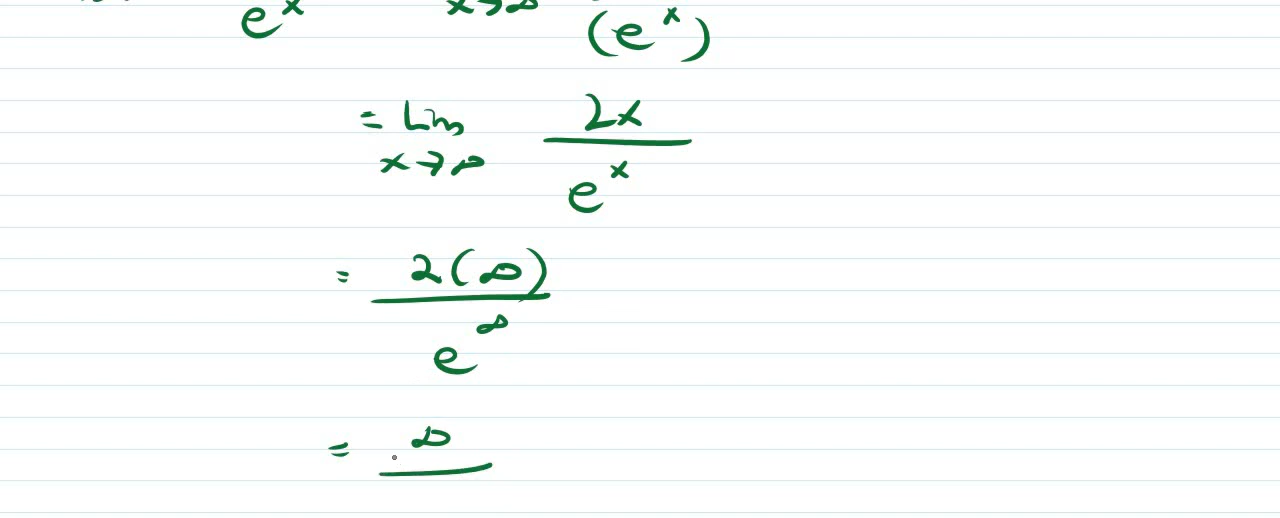 e^x x→∞ (e^x)
= Lim x→∞ 2x / e^x
= 2(∞) / e^∞
= ∞ /